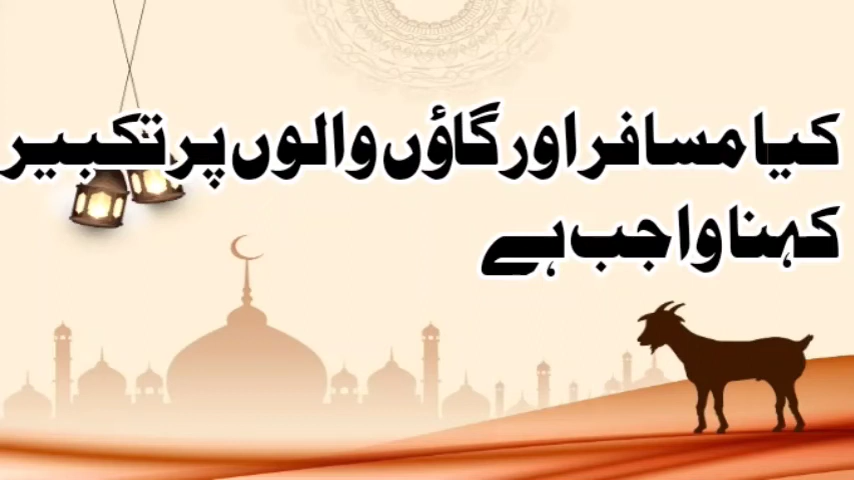 کیا مسافر اور گاؤں والوں پر تکبیر
کہنا واجب ہے